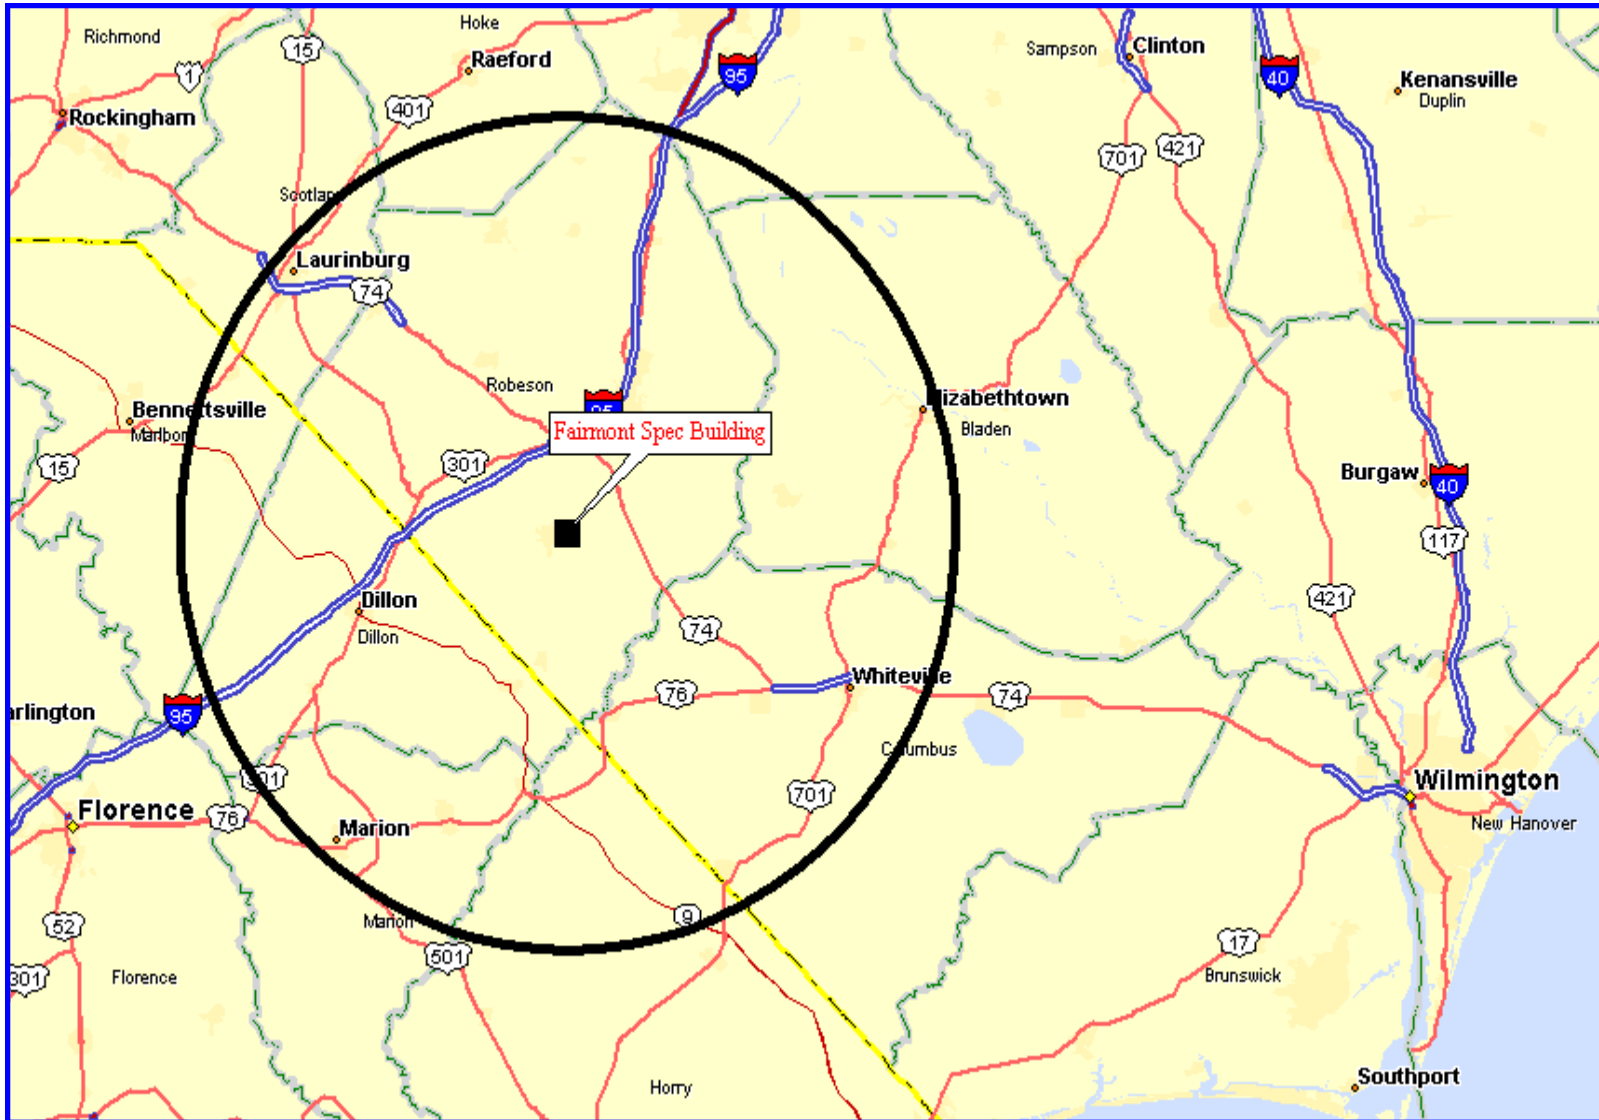 Hoke
Richmond
15
Raeford
Sampson
Clinton
95
40
1
Kenansville
Duplin
401
Rockingham
421
701
Scotland
Laurinburg
74
Robeson
Elizabethtown
95
Bennettsville
Marlboro
Bladen
Fairmont Spec Building
15
301
Burgaw
40
117
Dillon
421
Dillon
74
Whiteville
76
74
95
arlington
Columbus
301
Wilmington
701
Florence
76
Marion
New Hanover
9
Marion
52
17
501
301
Florence
Brunswick
Horry
Southport